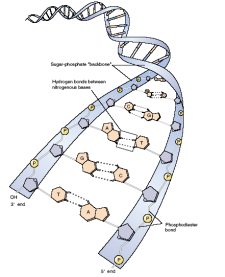 Sugar-phosphate "backbone"
Hydrogen bonds between
nitrogenous bases
P
P
P
P
C
G
P
A
T
P
P
G
C
P
P
T
A
P
OH
3' end
Phosphodiester
bond
P
5' end